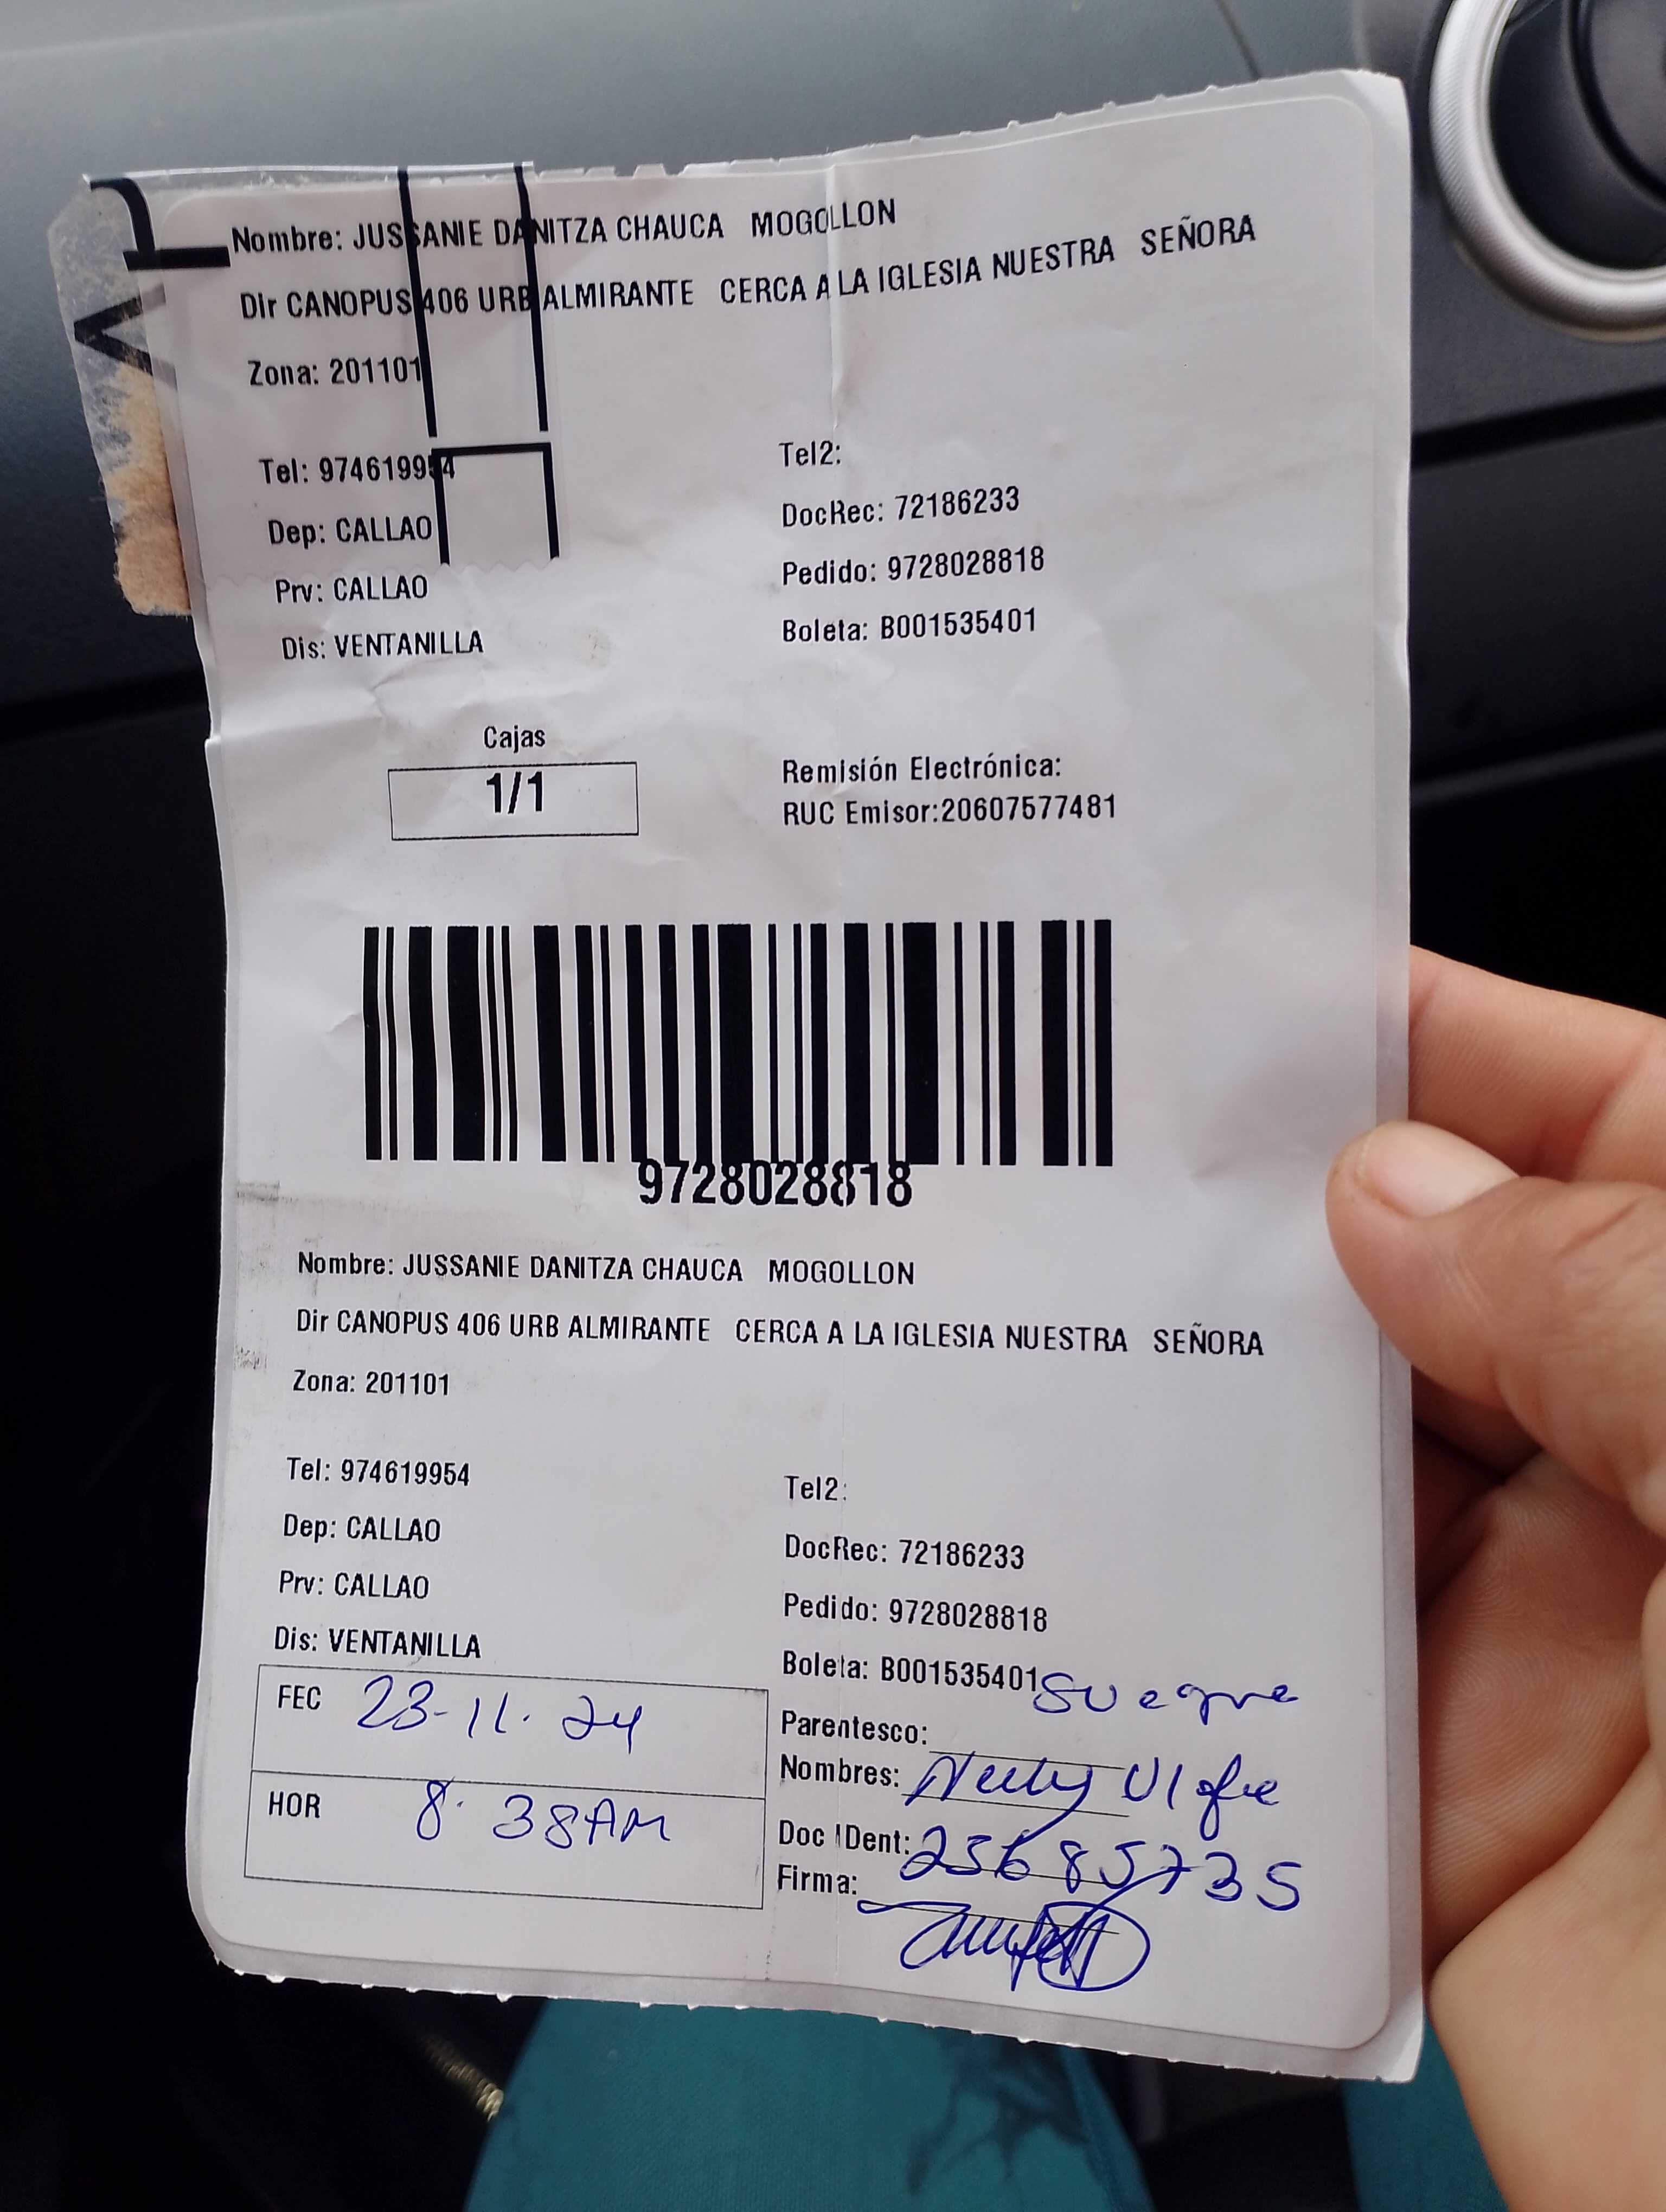 Nombre: JUSSANIE DANITZA CHAUCA MOGOLLON
Dir CANOPUS 406 URB ALMIRANTE CERCA A LA IGLESIA NUESTRA SEÑORA
Zona: 201101
Tel: 974619954
Tel2:
Dep: CALLAO
DocRec: 72186233
Prv: CALLAO
Pedido: 9728028818
Dis: VENTANILLA
Boleta: B001535401
Cajas
1/1
Remisión Electrónica:
RUC Emisor:20607577481
9728028818
Nombre: JUSSANIE DANITZA CHAUCA MOGOLLON
Dir CANOPUS 406 URB ALMIRANTE CERCA A LA IGLESIA NUESTRA SEÑORA
Zona: 201101
Tel: 974619954
Tel2:
Dep: CALLAO
DocRec: 72186233
Prv: CALLAO
Pedido: 9728028818
Dis: VENTANILLA
Boleta: B001535401
FEC 23-11. 24
Parentesco: suegra
Nombres: Nelly
HOR 8. 38AM
Doc IDent: 25685735
Firma: